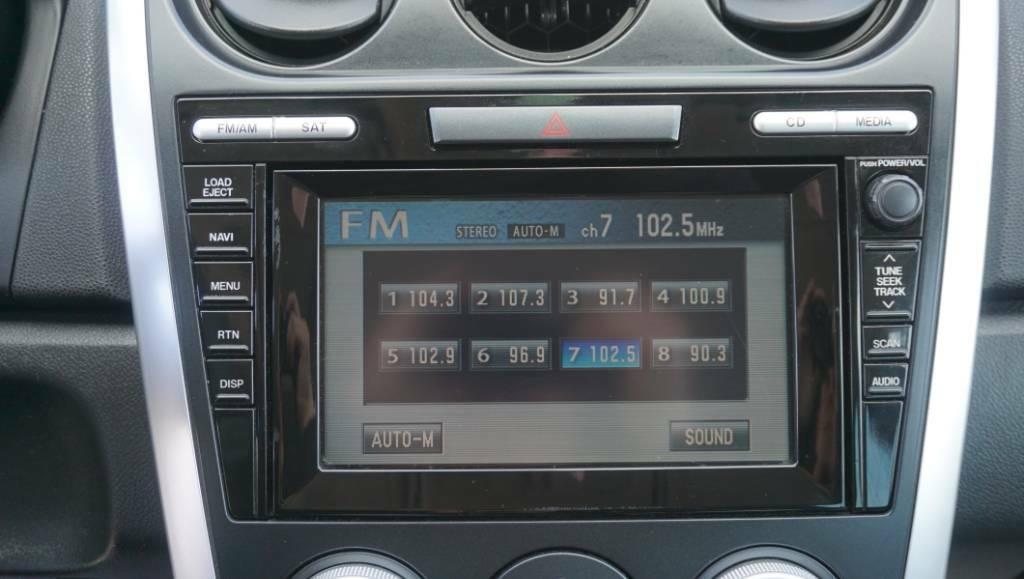 FM/AM SAT CD MEDIA
PUSH POWER/VOL
LOAD
EJECT
NAVI
MENU
RTN
DISP
FM STEREO AUTO-M ch7 102.5MHz
1 104.3 2 107.3 3 91.7 4 100.9
5 102.9 6 96.9 7 102.5 8 90.3
AUTO-M SOUND
TUNE
SEEK
TRACK
SCAN
AUDIO